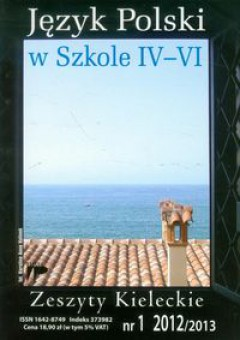 Język Polski
w Szkole IV–VI
Zeszyty Kieleckie
ISSN 1642-8749 Indeks 373982
Cena 18,90 zł (w tym 5% VAT)
nr 1 2012/2013